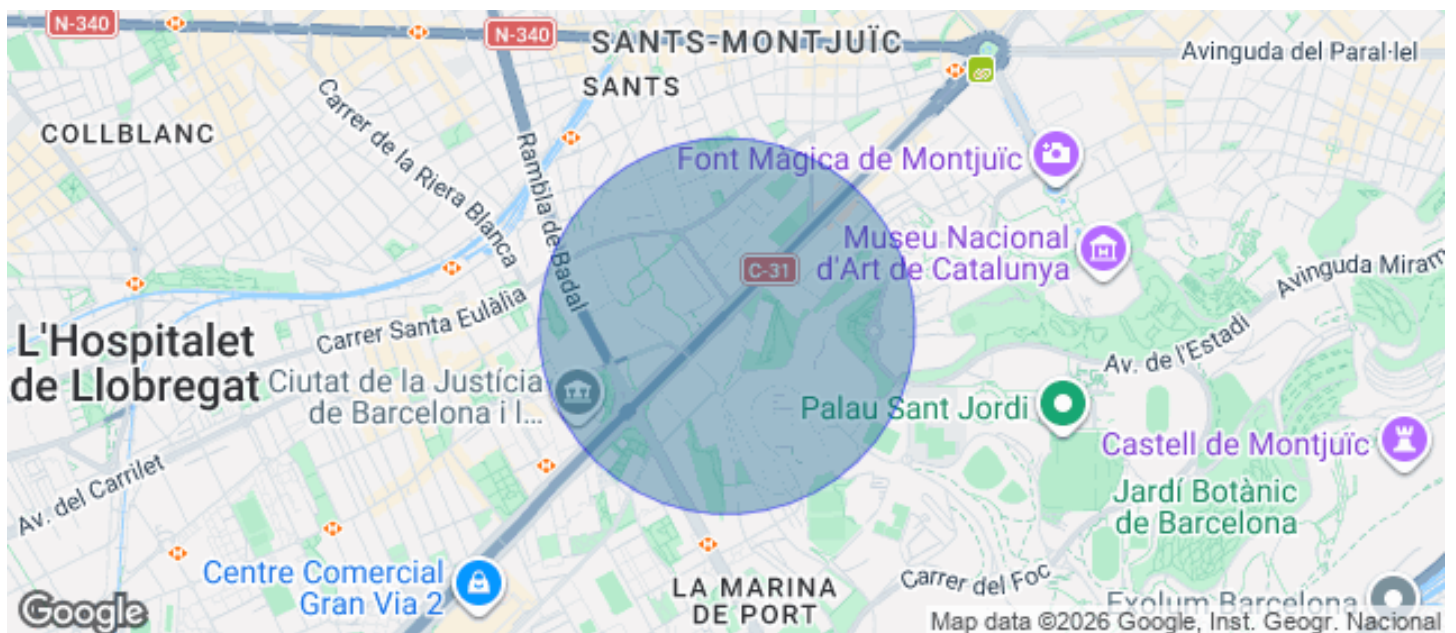 N-340
N-340
SANTS-MONTJUÏC
Avinguda del Paral·lel
SANTS
COLLBLANC
Carrer de la Rieta Blanca
Rambla de Badal
Font Màgica de Montjuïc
Museu Nacional
d'Art de Catalunya
C-31
Avinguda Miram
Carrer Santa Eulàlia
L'Hospitalet
de Llobregat
Av. de l'Estadi
Ciutat de la Justícia
de Barcelona i l...
Palau Sant Jordi
Castell de Montjuïc
Av. del Carrilet
Jardí Botànic
de Barcelona
Centre Comercial
Gran Via 2
LA MARINA
DE PORT
Carrer del Foc
Exolum Barcelona
Google
Map data ©2026 Google, Inst. Geogr. Nacional